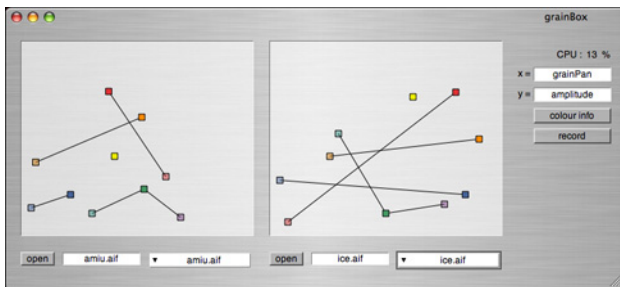 grainBox
CPU : 13 %
x = grainPan
y = amplitude
colour info
record
open amiu.aif ▾ amiu.aif
open ice.aif ▾ ice.aif